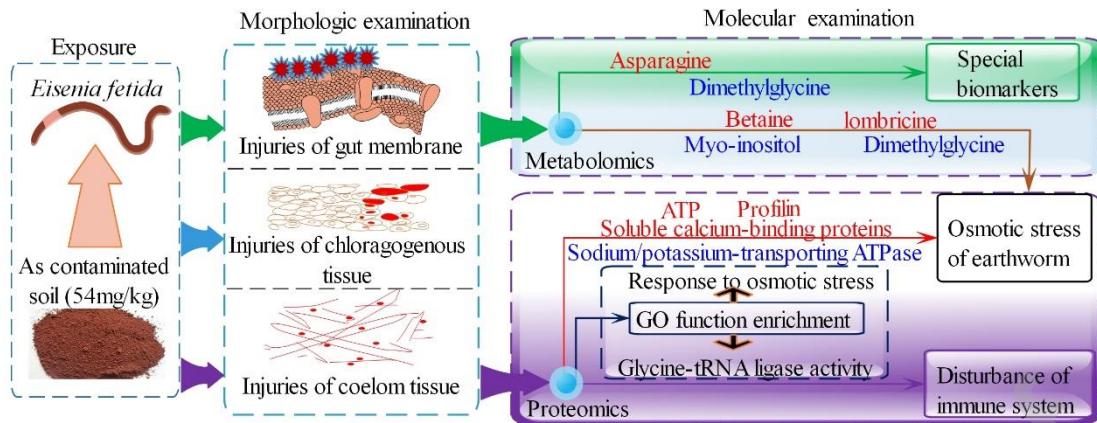 Exposure
Eisenia fetida
As contaminated
soil (54mg/kg)
Morphologic examination
Injuries of gut membrane
Injuries of chloragogenous
tissue
Injuries of coelom tissue
Molecular examination
Asparagine
Dimethylglycine
Special
biomarkers
Betaine lombricine
Myo-inositol Dimethylglycine
Metabolomics
ATP Profilin
Soluble calcium-binding proteins
Sodium/potassium-transporting ATPase
Osmotic stress
of earthworm
Response to osmotic stress
GO function enrichment
Glycine-tRNA ligase activity
Proteomics
Disturbance of
immune system